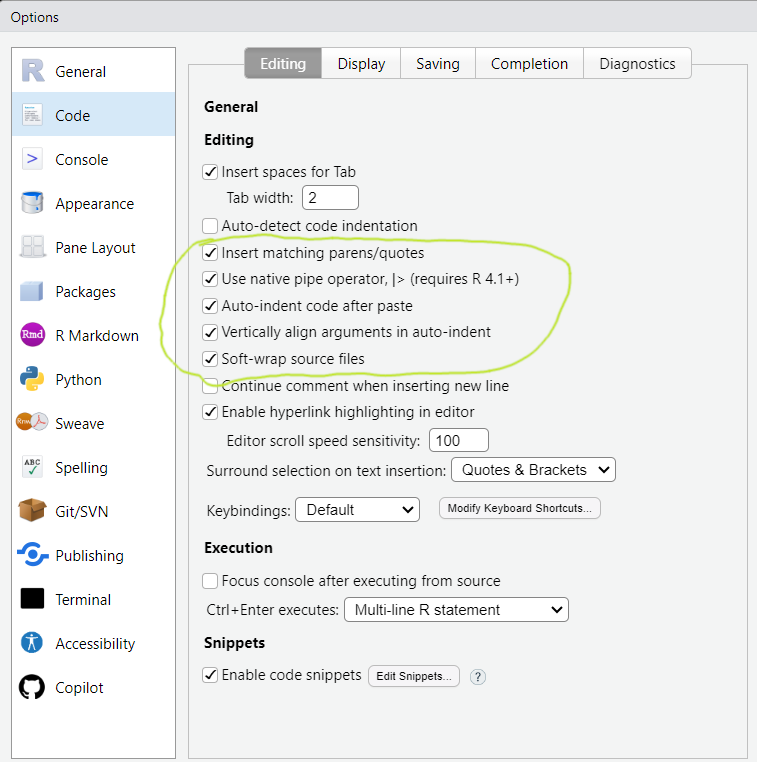 Options
General
Code
Console
Appearance
Pane Layout
Packages
Rmd R Markdown
Python
Rnw Sweave
ABC Spelling
Git/SVN
Publishing
Terminal
Accessibility
Copilot
Editing Display Saving Completion Diagnostics
General
Editing
Insert spaces for Tab
Tab width: 2
Auto-detect code indentation
Insert matching parens/quotes
Use native pipe operator, |> (requires R 4.1+)
Auto-indent code after paste
Vertically align arguments in auto-indent
Soft-wrap source files
Continue comment when inserting new line
Enable hyperlink highlighting in editor
Editor scroll speed sensitivity: 100
Surround selection on text insertion: Quotes & Brackets
Keybindings: Default Modify Keyboard Shortcuts...
Execution
Focus console after executing from source
Ctrl+Enter executes: Multi-line R statement
Snippets
Enable code snippets Edit Snippets... ?